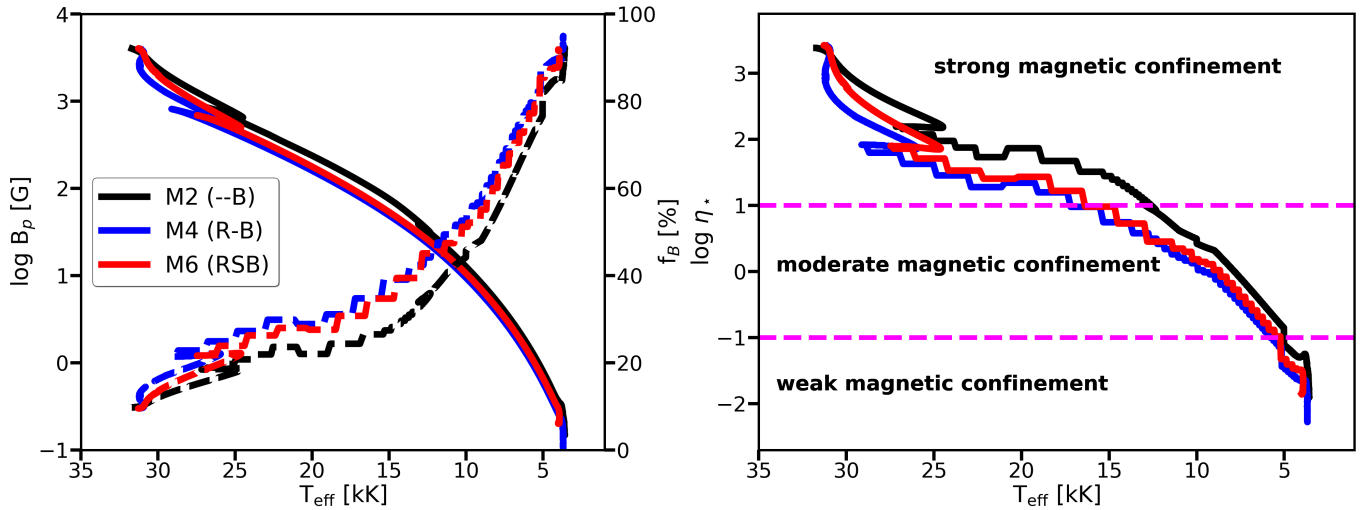 4
3
2
1
0
−1
log Bₚ [G]
M2 (--B)
M4 (R-B)
M6 (RSB)
35 30 25 20 15 10 5
T_eff [kK]
100
80
60
40
20
0
f_B [%]
log η⋆
3
2
1
0
−1
−2
strong magnetic confinement
moderate magnetic confinement
weak magnetic confinement
35 30 25 20 15 10 5
T_eff [kK]